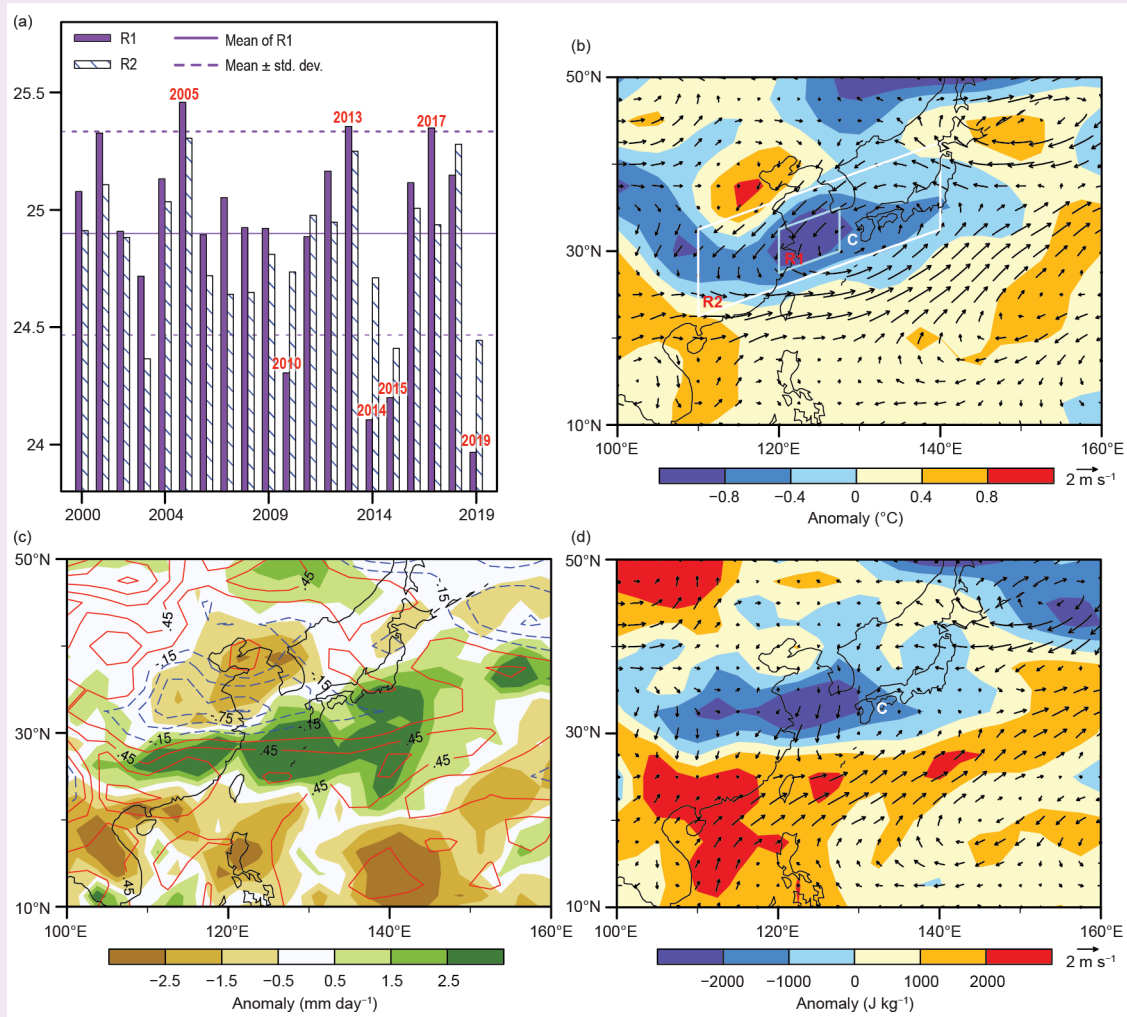 (a)
R1
Mean of R1
R2
Mean ± std. dev.
25.5
25
24.5
24
2005
2013
2017
2010
2015
2014
2019
2000
2004
2009
2014
2019
(b)
50°N
30°N
10°N
C
R1
R2
100°E
120°E
140°E
160°E
−0.8
−0.4
0
0.4
0.8
2 m s⁻¹
Anomaly (°C)
(c)
50°N
30°N
10°N
.45
.75
.45
.45
-.15
-.15
-.75
-.15
-.15
.45
.45
.45
.45
.45
100°E
120°E
140°E
160°E
−2.5
−1.5
−0.5
0.5
1.5
2.5
Anomaly (mm day⁻¹)
(d)
50°N
30°N
10°N
C
100°E
120°E
140°E
160°E
−2000
−1000
0
1000
2000
2 m s⁻¹
Anomaly (J kg⁻¹)